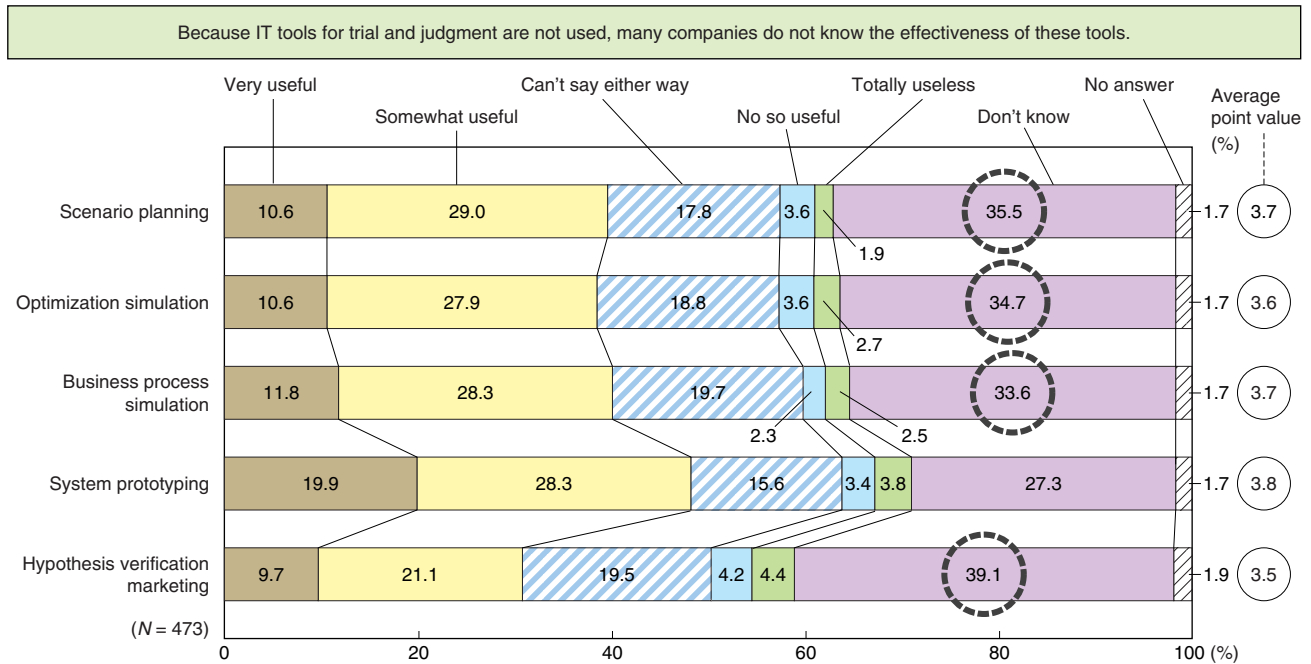 Because IT tools for trial and judgment are not used, many companies do not know the effectiveness of these tools.
Very useful
Can't say either way
Totally useless
No answer
Somewhat useful
No so useful
Don't know
Average
point value
(%)
Scenario planning
10.6
29.0
17.8
3.6
1.9
35.5
1.7
3.7
Optimization simulation
10.6
27.9
18.8
3.6
2.7
34.7
1.7
3.6
Business process
simulation
11.8
28.3
19.7
2.3
2.5
33.6
1.7
3.7
System prototyping
19.9
28.3
15.6
3.4
3.8
27.3
1.7
3.8
Hypothesis verification
marketing
9.7
21.1
19.5
4.2
4.4
39.1
1.9
3.5
(N = 473)
0
20
40
60
80
100
(%)